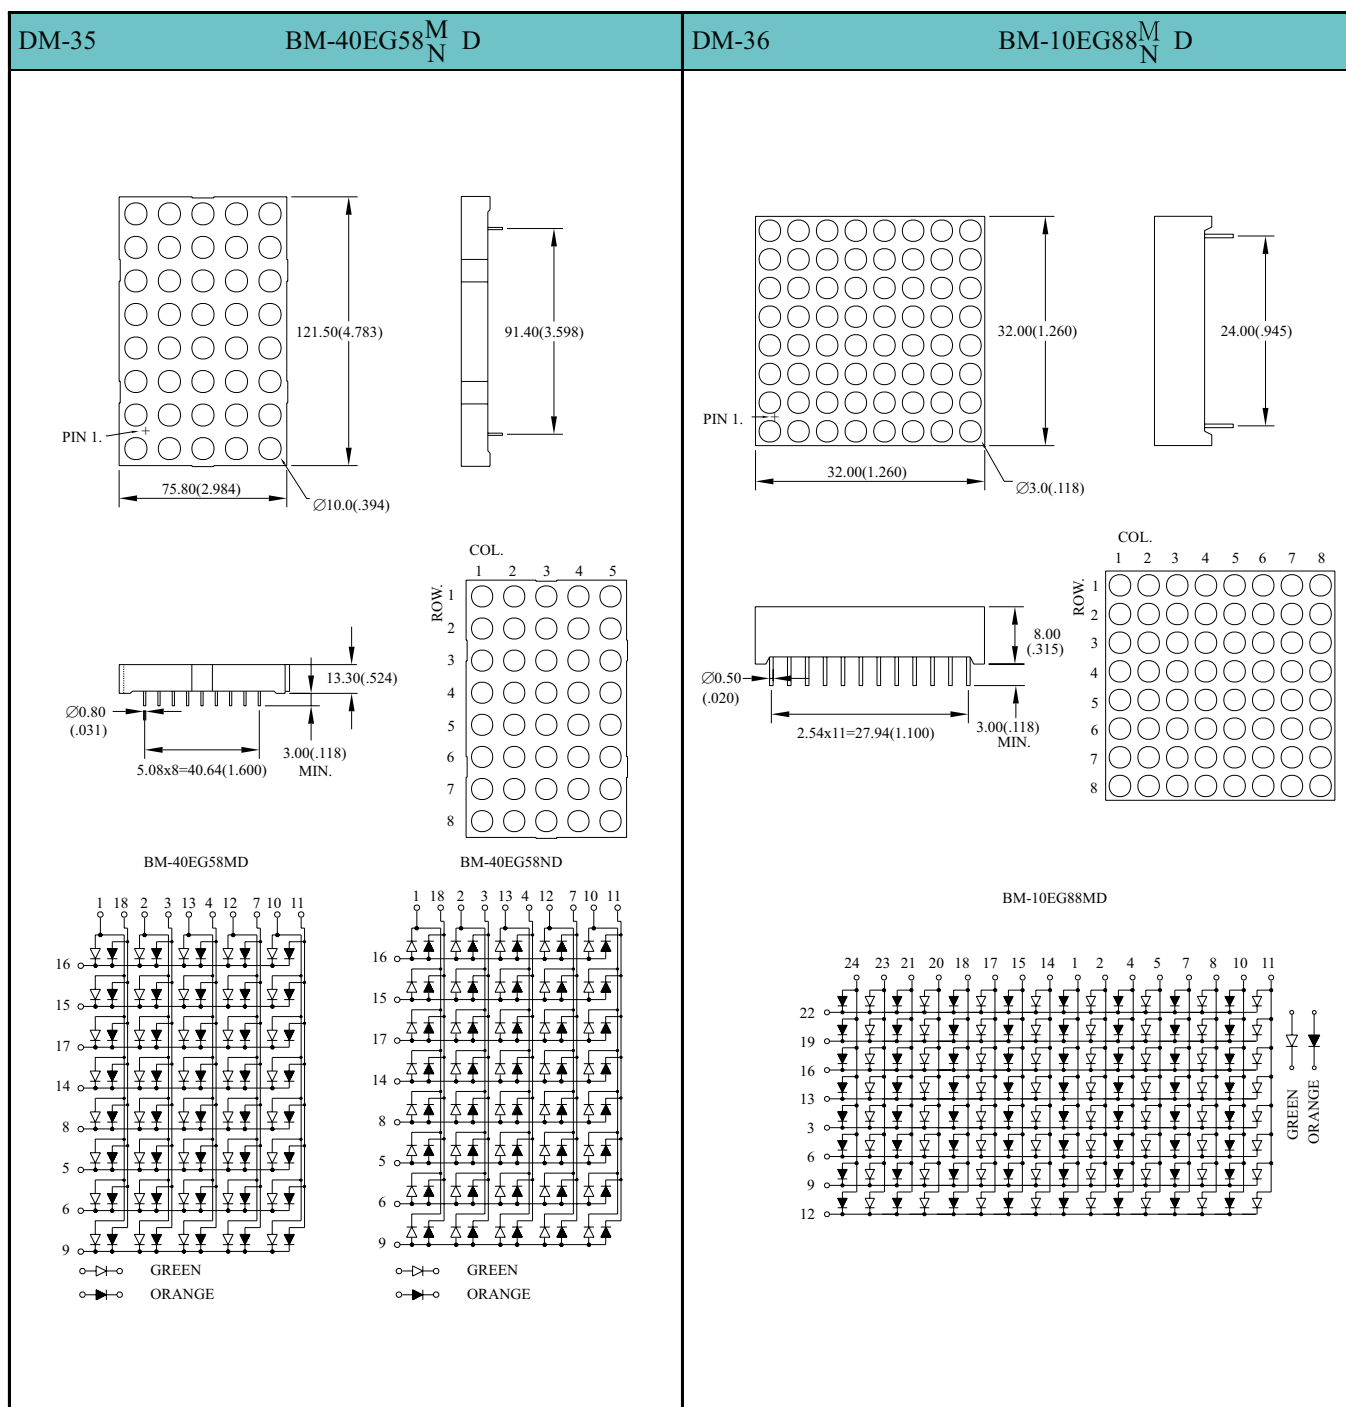 DM-35 BM-40EG58 M/N D
DM-36 BM-10EG88 M/N D
121.50(4.783)
91.40(3.598)
PIN 1.
75.80(2.984)
Ø10.0(.394)
COL.
1 2 3 4 5
ROW.
1
2
3
4
5
6
7
8
13.30(.524)
Ø0.80
(.031)
3.00(.118)
MIN.
5.08x8=40.64(1.600)
BM-40EG58MD
1 18 2 3 13 4 12 7 10 11
16
15
17
14
8
5
6
9
GREEN
ORANGE
BM-40EG58ND
1 18 2 3 13 4 12 7 10 11
16
15
17
14
8
5
6
9
GREEN
ORANGE
32.00(1.260)
24.00(.945)
PIN 1.
32.00(1.260)
Ø3.0(.118)
COL.
1 2 3 4 5 6 7 8
ROW.
1
2
3
4
5
6
7
8
8.00
(.315)
Ø0.50
(.020)
3.00(.118)
MIN.
2.54x11=27.94(1.100)
BM-10EG88MD
24 23 21 20 18 17 15 14 1 2 4 5 7 8 10 11
22
19
16
13
3
6
9
12
GREEN
ORANGE